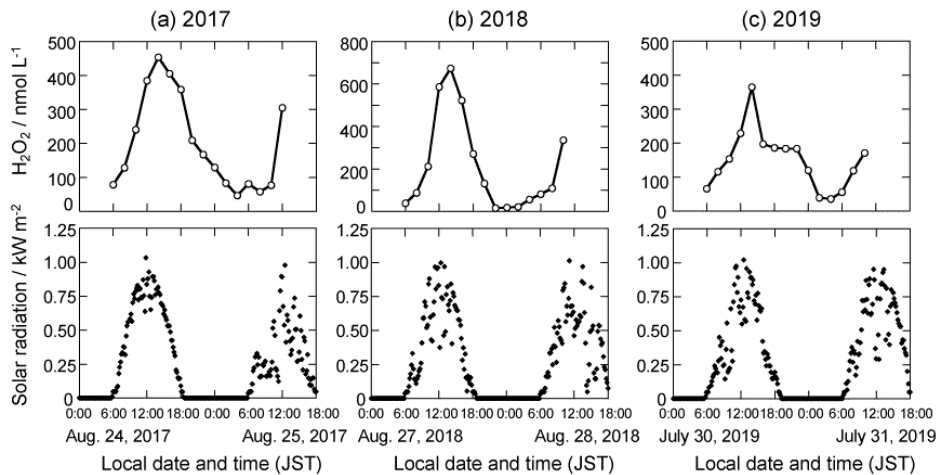 (a) 2017 (b) 2018 (c) 2019
H₂O₂ / nmol L⁻¹
500 400 300 200 100 0
800 600 400 200 0
500 400 300 200 100 0
Solar radiation / kW m⁻²
1.25 1.00 0.75 0.50 0.25 0
1.25 1.00 0.75 0.50 0.25 0
1.25 1.00 0.75 0.50 0.25 0
0:00 6:00 12:00 18:00 0:00 6:00 12:00 18:00
0:00 6:00 12:00 18:00 0:00 6:00 12:00 18:00
0:00 6:00 12:00 18:00 0:00 6:00 12:00 18:00
Aug. 24, 2017 Aug. 25, 2017 Aug. 27, 2018 Aug. 28, 2018 July 30, 2019 July 31, 2019
Local date and time (JST) Local date and time (JST) Local date and time (JST)